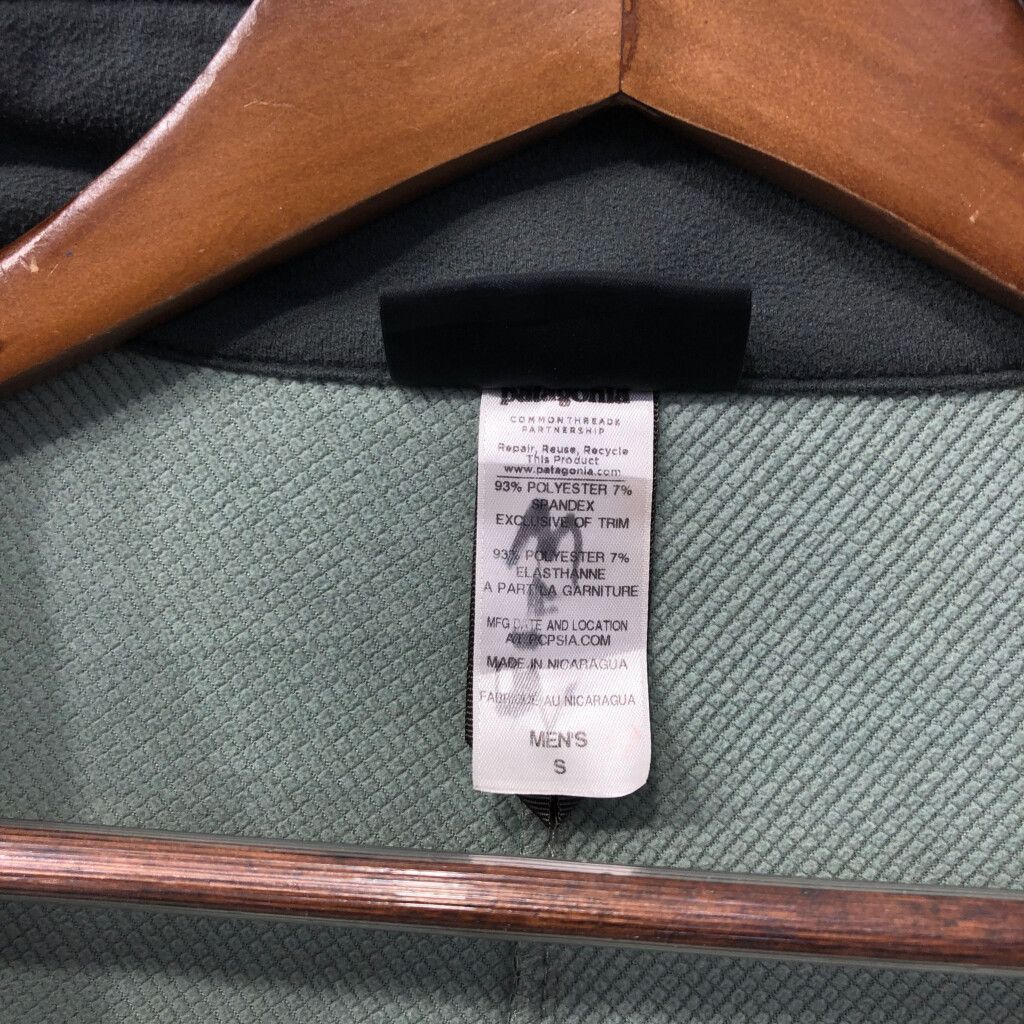 patagonia
COMMON THREADS
PARTNERSHIP
Repair, Reuse, Recycle
This Product
www.patagonia.com
93% POLYESTER 7%
SPANDEX
EXCLUSIVE OF TRIM
93% POLYESTER 7%
ELASTHANNE
A PART LA GARNITURE
MFG DATE AND LOCATION
AT PCPSIA.COM
MADE IN NICARAGUA
FABRIQUE AU NICARAGUA
MEN'S
S